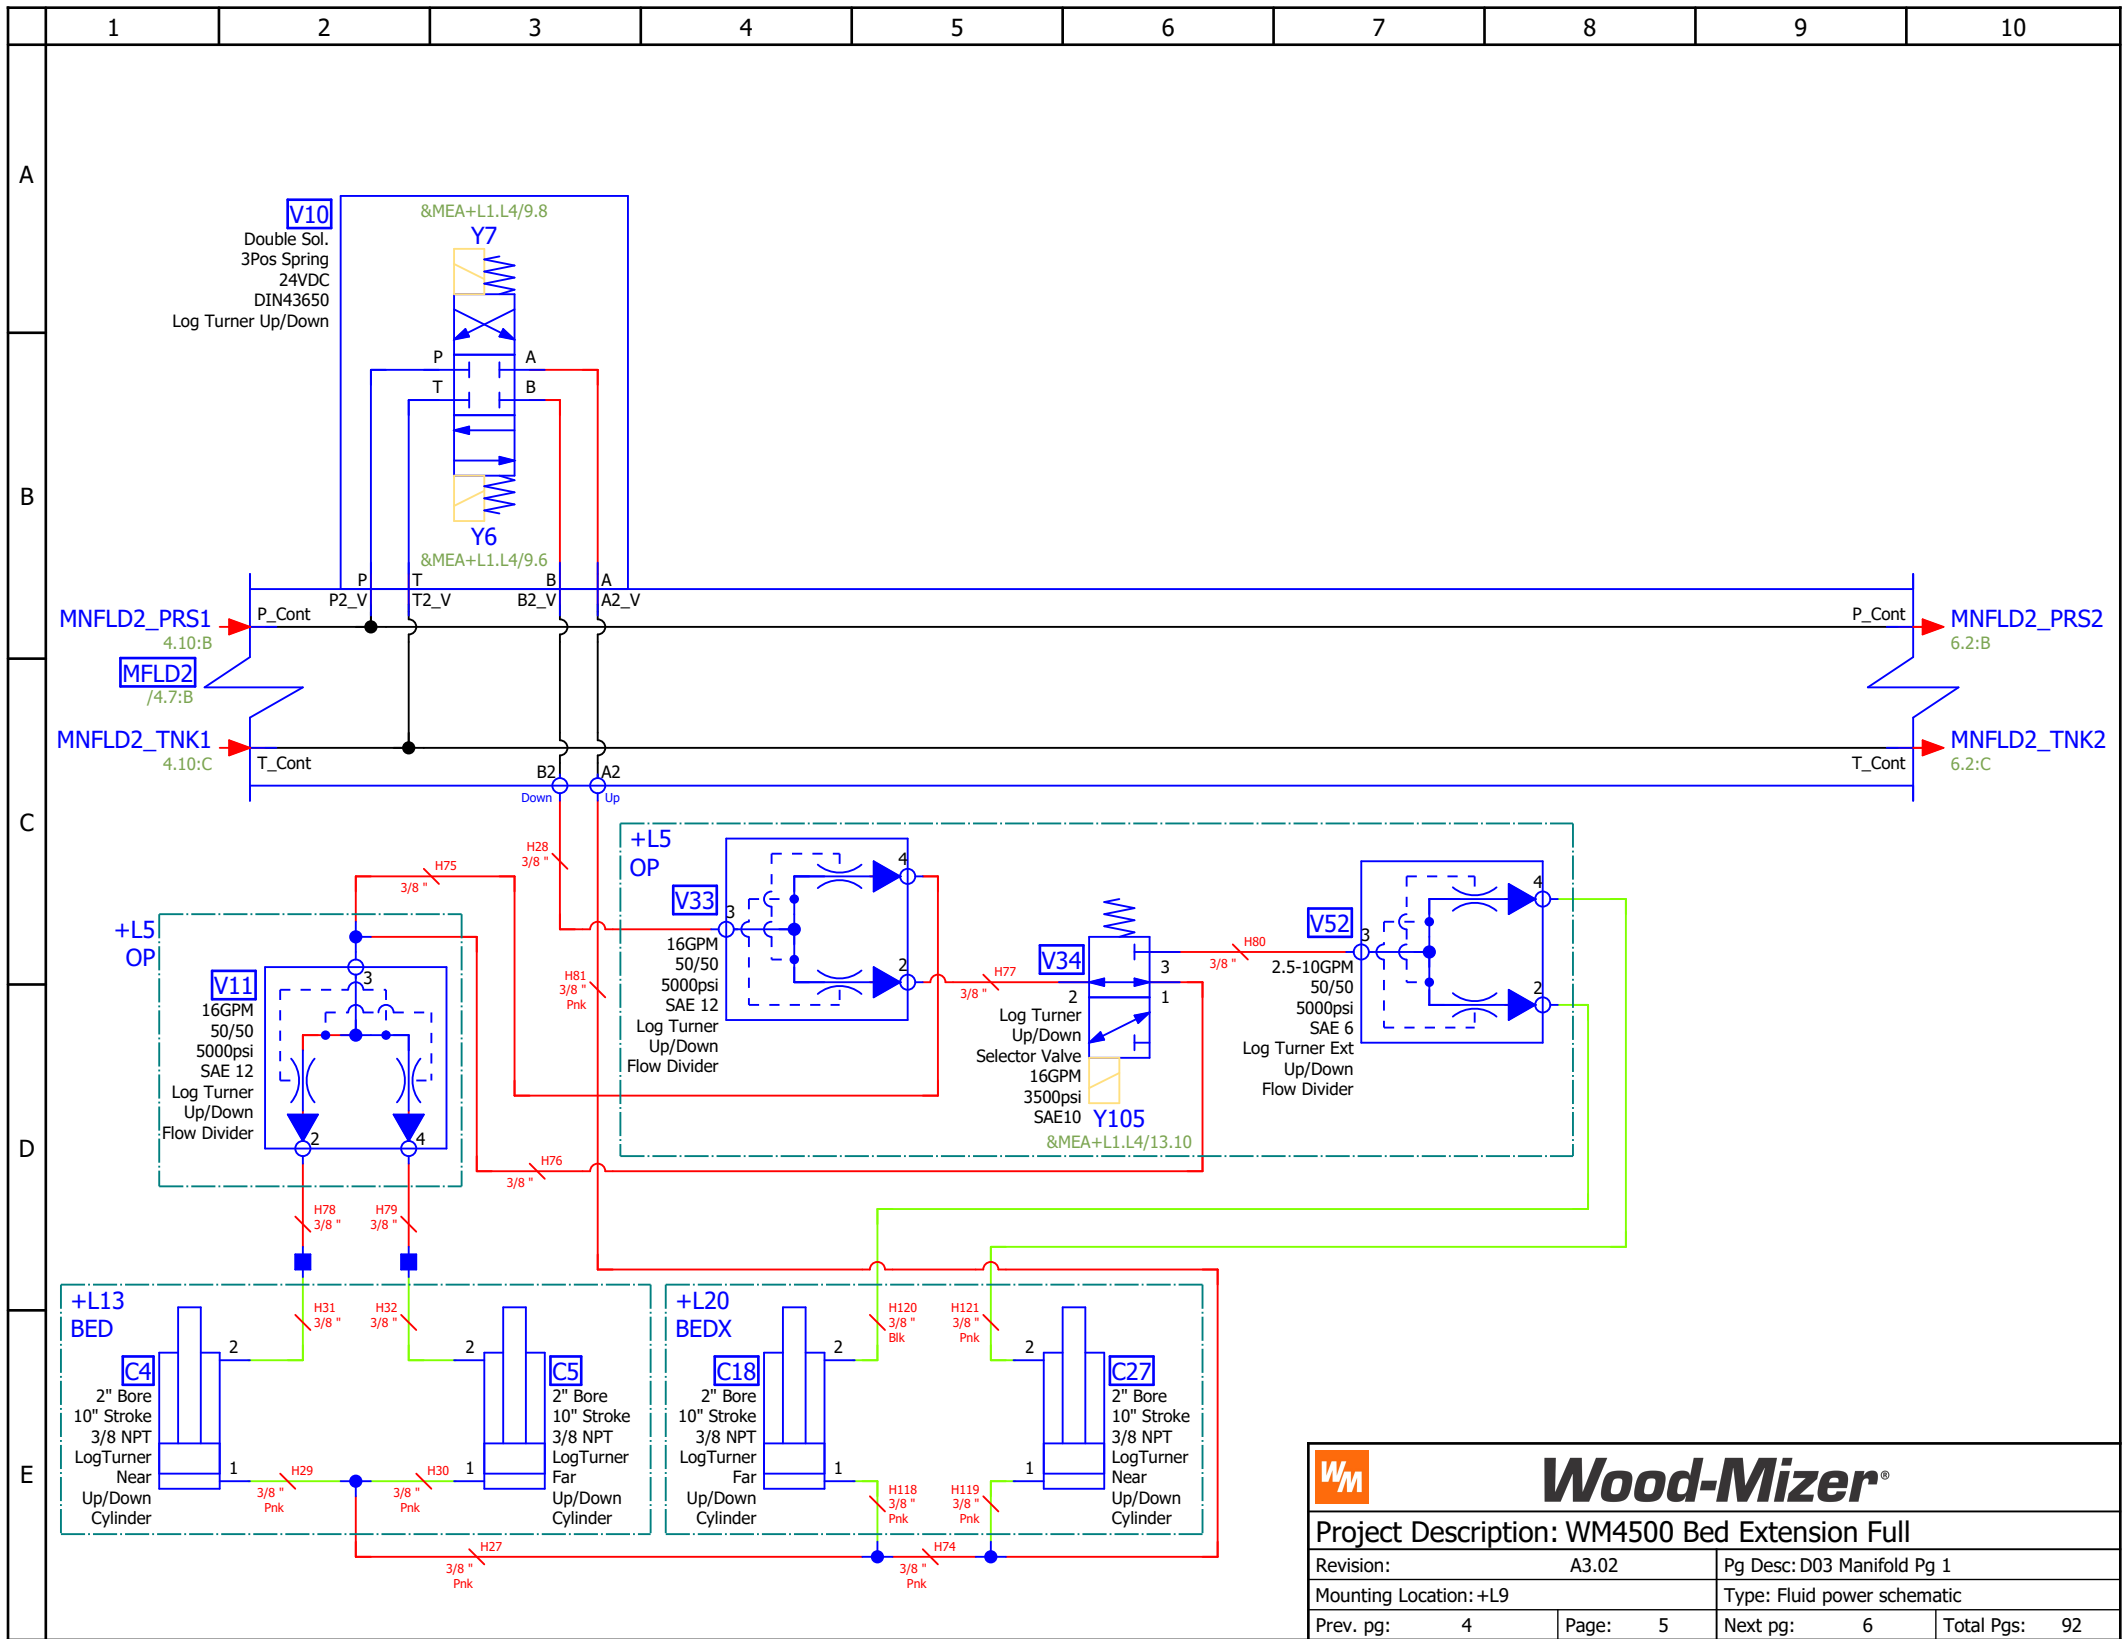 1 2 3 4 5 6 7 8 9 10
A
B
C
D
E
V10
Double Sol.
3Pos Spring
24VDC
DIN43650
Log Turner Up/Down
&MEA+L1.L4/9.8
Y7
P A
T B
Y6
&MEA+L1.L4/9.6
P T B A
P2_V T2_V B2_V A2_V
MNFLD2_PRS1
4.10:B
P_Cont
P_Cont
MNFLD2_PRS2
6.2:B
MFLD2
/4.7:B
MNFLD2_TNK1
4.10:C
T_Cont
T_Cont
MNFLD2_TNK2
6.2:C
B2 A2
Down Up
H28
3/8 "
H75
3/8 "
H81
3/8 "
Pnk
+L5
OP
V11
16GPM
50/50
5000psi
SAE 12
Log Turner
Up/Down
Flow Divider
3
2 4
+L5
OP
V33
16GPM
50/50
5000psi
SAE 12
Log Turner
Up/Down
Flow Divider
3
4
2
H77
3/8 "
V34
2
3
1
Log Turner
Up/Down
Selector Valve
16GPM
3500psi
SAE10
Y105
&MEA+L1.L4/13.10
H80
3/8 "
V52
2.5-10GPM
50/50
5000psi
SAE 6
Log Turner Ext
Up/Down
Flow Divider
3
4
2
H76
3/8 "
H78
3/8 "
H79
3/8 "
+L13
BED
H31
3/8 "
H32
3/8 "
C4
2" Bore
10" Stroke
3/8 NPT
LogTurner
Near
Up/Down
Cylinder
2
1
H29
3/8 "
Pnk
H30
3/8 "
Pnk
2
1
C5
2" Bore
10" Stroke
3/8 NPT
LogTurner
Far
Up/Down
Cylinder
+L20
BEDX
H120
3/8 "
Blk
H121
3/8 "
Pnk
C18
2" Bore
10" Stroke
3/8 NPT
LogTurner
Far
Up/Down
Cylinder
2
1
H118
3/8 "
Pnk
H119
3/8 "
Pnk
2
1
C27
2" Bore
10" Stroke
3/8 NPT
LogTurner
Near
Up/Down
Cylinder
H27
3/8 "
Pnk
H74
3/8 "
Pnk
WM
Wood-Mizer®
Project Description: WM4500 Bed Extension Full
Revision: A3.02 Pg Desc: D03 Manifold Pg 1
Mounting Location: +L9 Type: Fluid power schematic
Prev. pg: 4 Page: 5 Next pg: 6 Total Pgs: 92